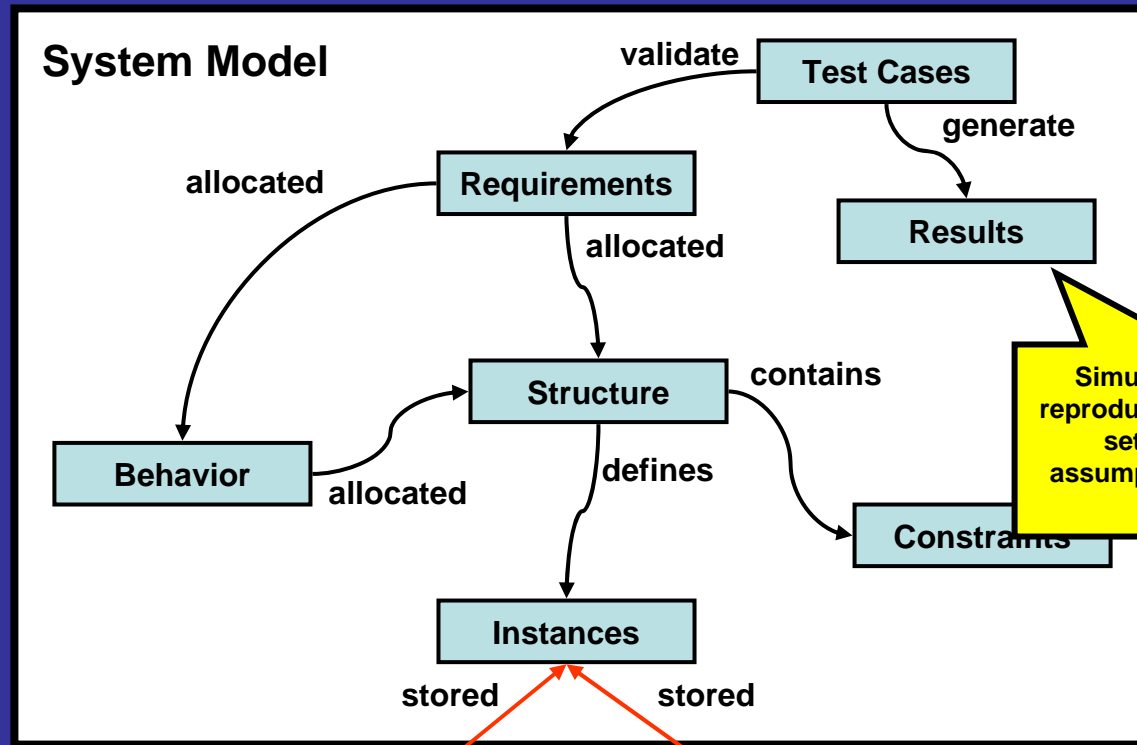 System Model
validate
Test Cases
generate
allocated
Requirements
allocated
Results
Structure
contains
Behavior
allocated
defines
Constraints
Instances
stored
stored